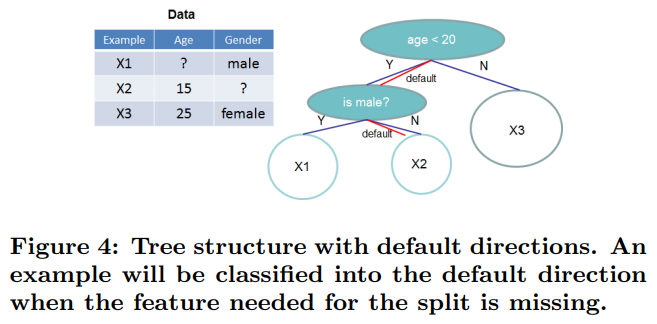 Data
Example Age Gender
X1 ? male
X2 15 ?
X3 25 female
age < 20
Y N
default
is male?
Y N
default
X1 X2 X3
Figure 4: Tree structure with default directions. An
example will be classified into the default direction
when the feature needed for the split is missing.